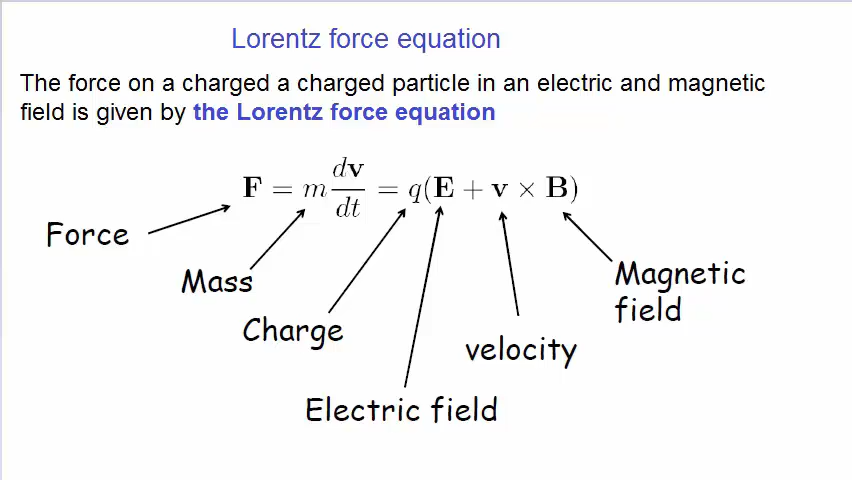 Lorentz force equation
The force on a charged a charged particle in an electric and magnetic
field is given by the Lorentz force equation
F = m dv/dt = q(E + v × B)
Force
Mass
Charge
Electric field
velocity
Magnetic
field